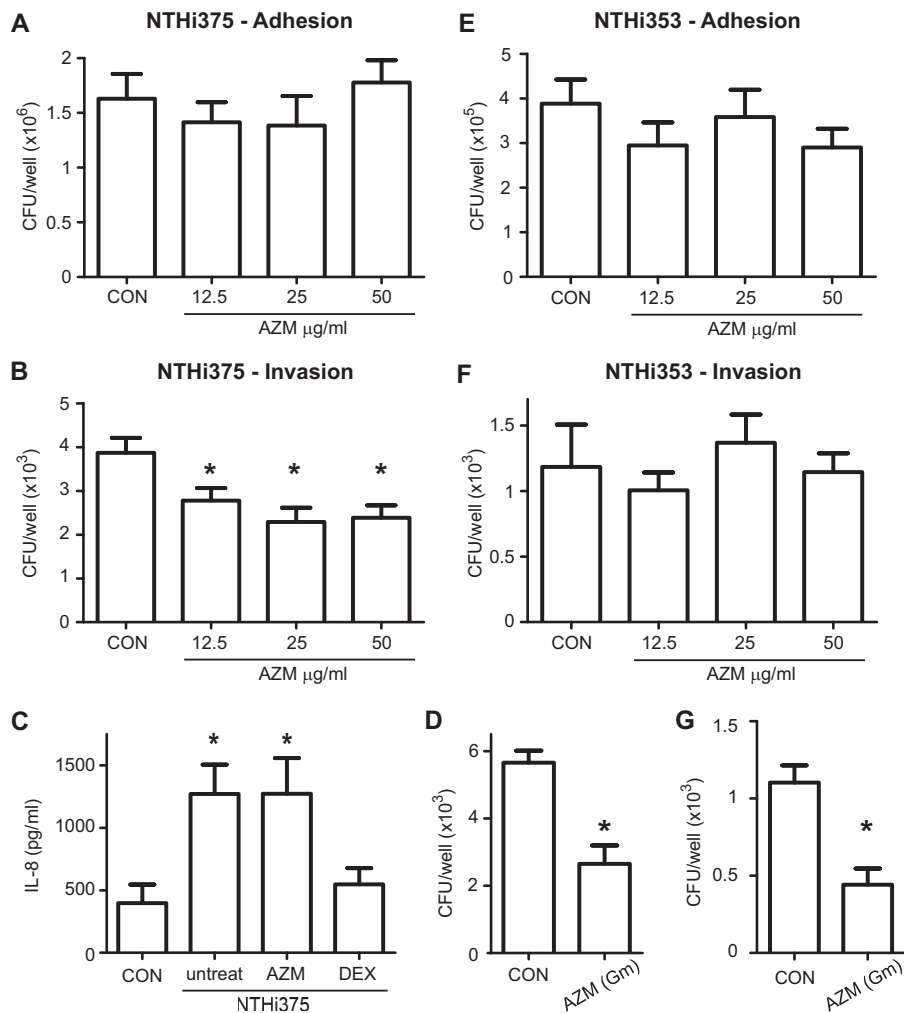 A
NTHi375 - Adhesion
CFU/well (x10⁶)
2
1.5
1
0.5
0
CON
12.5
25
50
AZM µg/ml
E
NTHi353 - Adhesion
CFU/well (x10⁵)
5
4
3
2
1
0
CON
12.5
25
50
AZM µg/ml
B
NTHi375 - Invasion
CFU/well (x10³)
5
4
3
2
1
0
*
*
*
CON
12.5
25
50
AZM µg/ml
F
NTHi353 - Invasion
CFU/well (x10³)
1.5
1
0.5
0
CON
12.5
25
50
AZM µg/ml
C
IL-8 (pg/ml)
1500
1000
500
0
*
*
CON
untreat
AZM
DEX
NTHi375
D
CFU/well (x10³)
6
4
2
0
*
CON
AZM (Gm)
G
CFU/well (x10³)
1.5
1
0.5
0
*
CON
AZM (Gm)